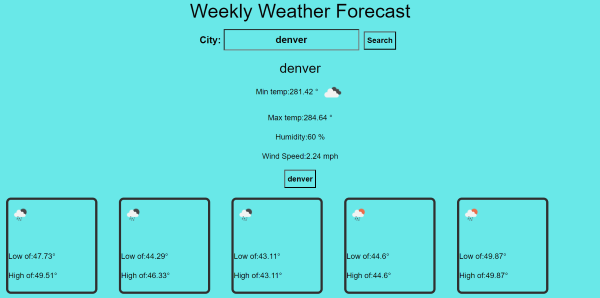 Weekly Weather Forecast
City: denver Search
denver
Min temp:281.42 °
Max temp:284.64 °
Humidity:60 %
Wind Speed:2.24 mph
denver
Low of:47.73° Low of:44.29° Low of:43.11° Low of:44.6° Low of:49.87°
High of:49.51° High of:46.33° High of:43.11° High of:44.6° High of:49.87°